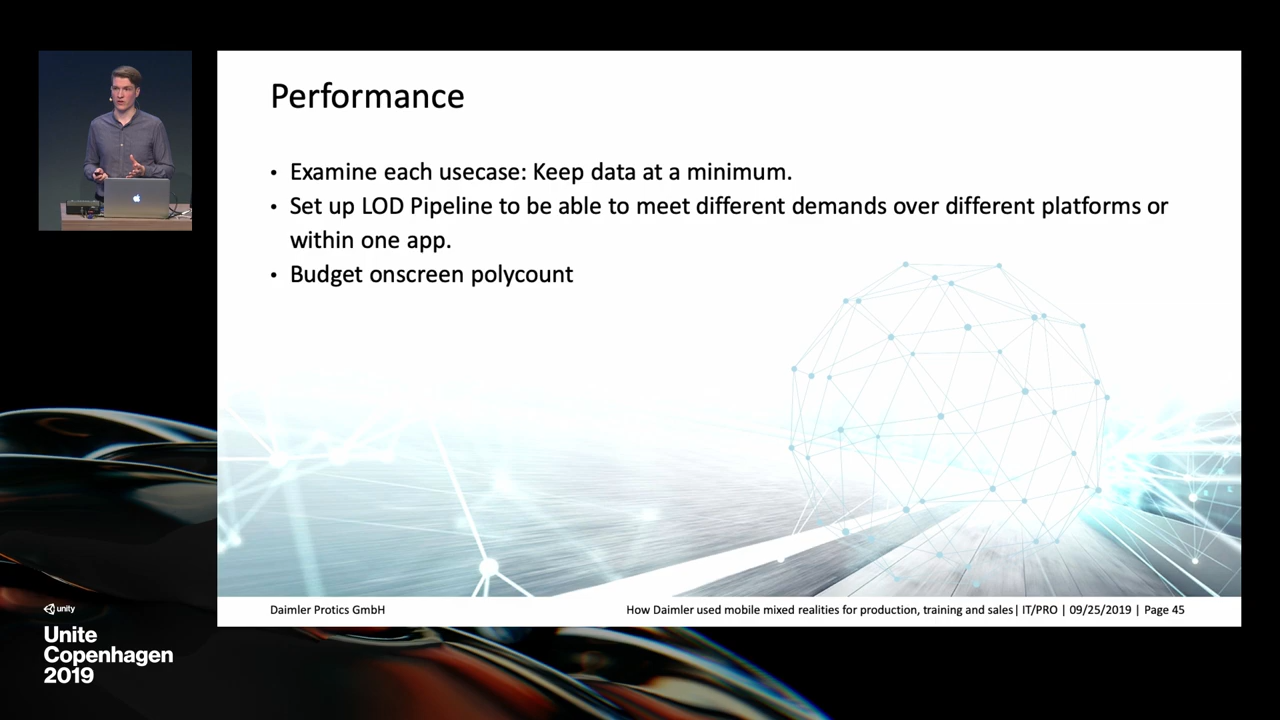 Performance
• Examine each usecase: Keep data at a minimum.
• Set up LOD Pipeline to be able to meet different demands over different platforms or
within one app.
• Budget onscreen polycount
Daimler Protics GmbH
How Daimler used mobile mixed realities for production, training and sales| IT/PRO | 09/25/2019 | Page 45
unity
Unite
Copenhagen
2019